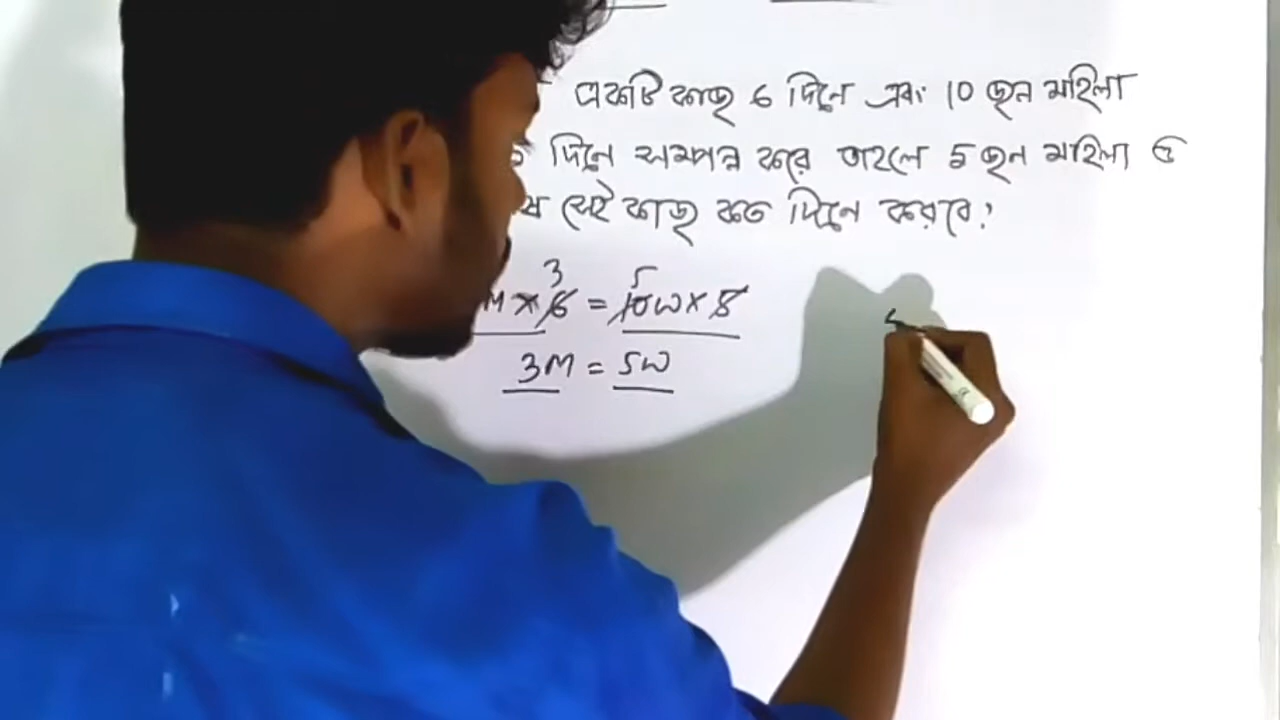 একটি কাজ 6 দিনে এবং 10 জন মহিলা
দিনে সম্পন্ন করে তাহলে 5 জন মহিলা ও
সেই কাজ কত দিনে করবে?
3 5
M × 6 = 10W × 5
3M = 5W